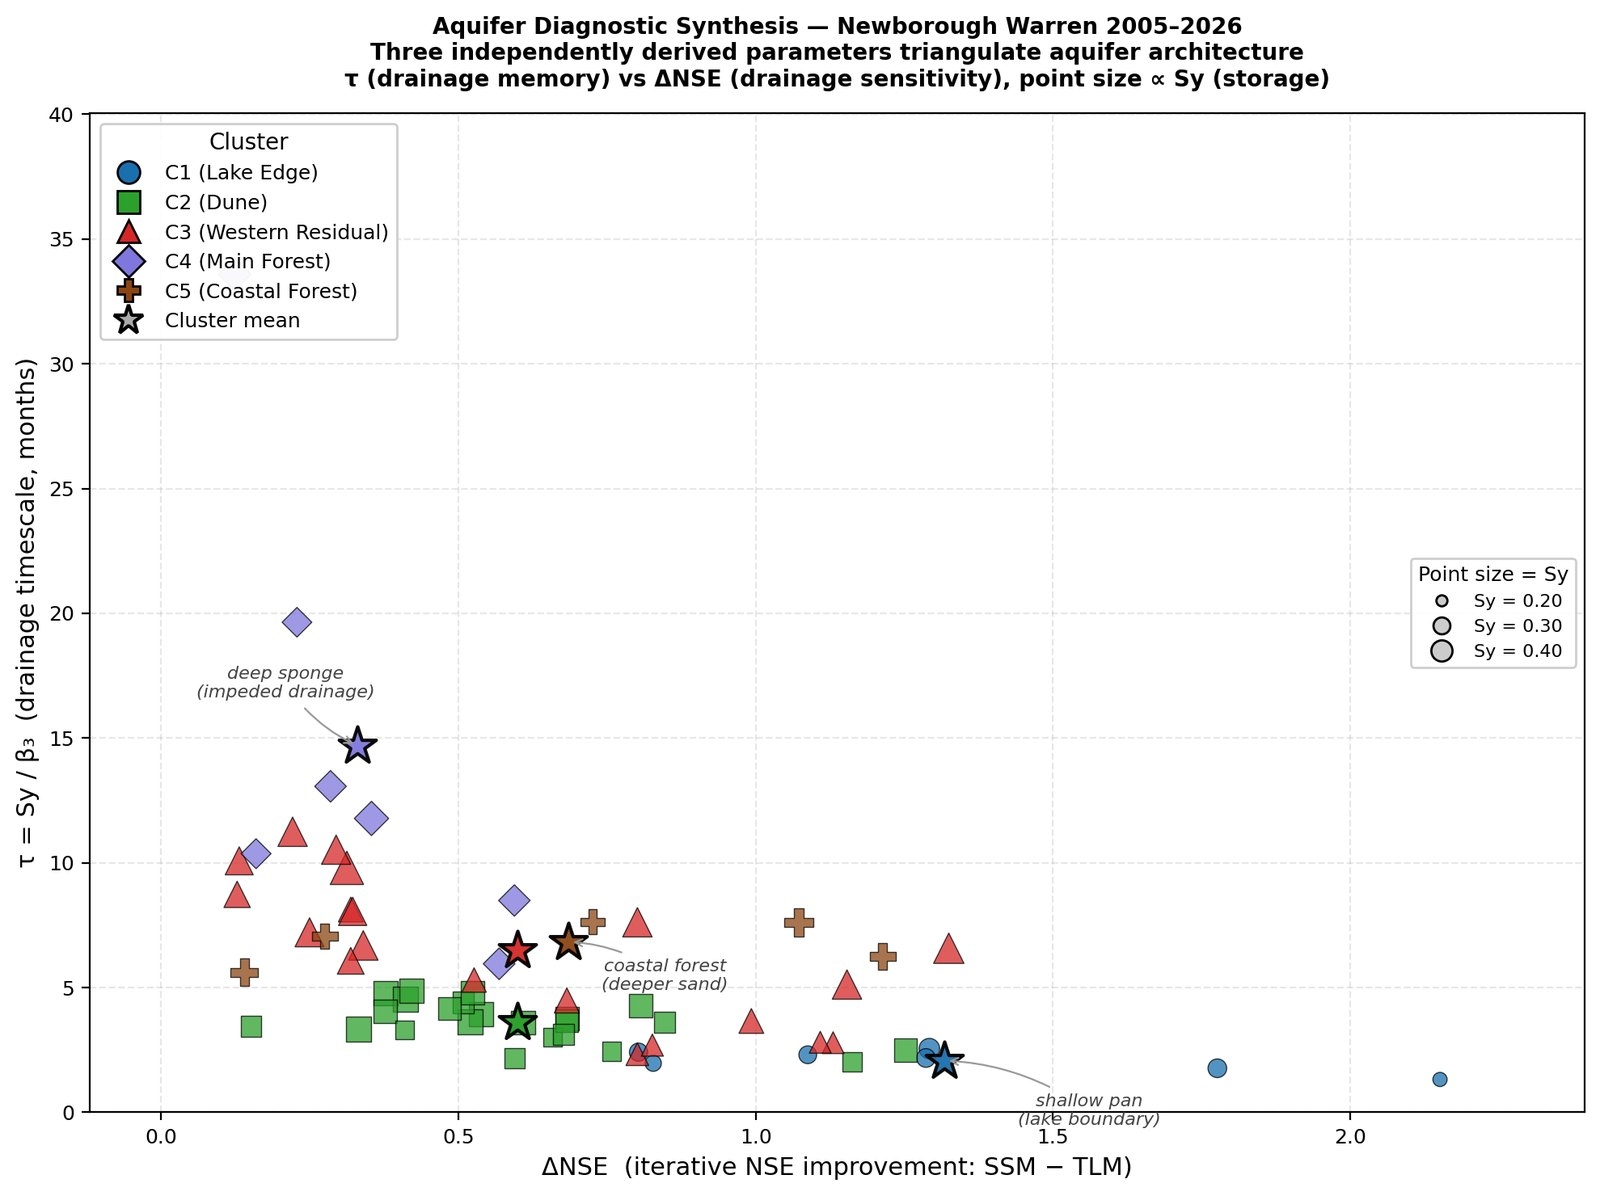 Aquifer Diagnostic Synthesis — Newborough Warren 2005–2026
Three independently derived parameters triangulate aquifer architecture
τ (drainage memory) vs ΔNSE (drainage sensitivity), point size ∝ Sy (storage)
τ = Sy / β₃  (drainage timescale, months)
40
35
30
25
20
15
10
5
0
Cluster
C1 (Lake Edge)
C2 (Dune)
C3 (Western Residual)
C4 (Main Forest)
C5 (Coastal Forest)
Cluster mean
Point size = Sy
Sy = 0.20
Sy = 0.30
Sy = 0.40
deep sponge
(impeded drainage)
coastal forest
(deeper sand)
shallow pan
(lake boundary)
0.0
0.5
1.0
1.5
2.0
ΔNSE  (iterative NSE improvement: SSM − TLM)